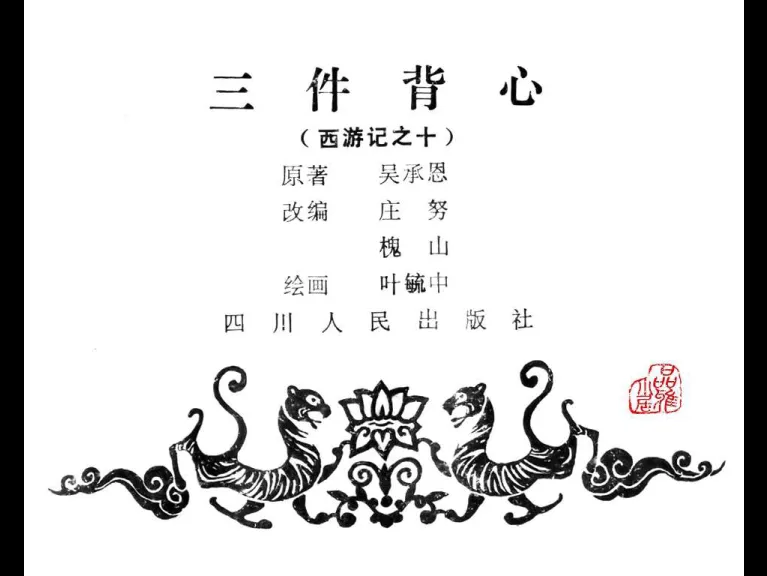 三件背心
（西游记之十）
原著 吴承恩
改编 庄努
槐山
绘画 叶毓中
四川人民出版社